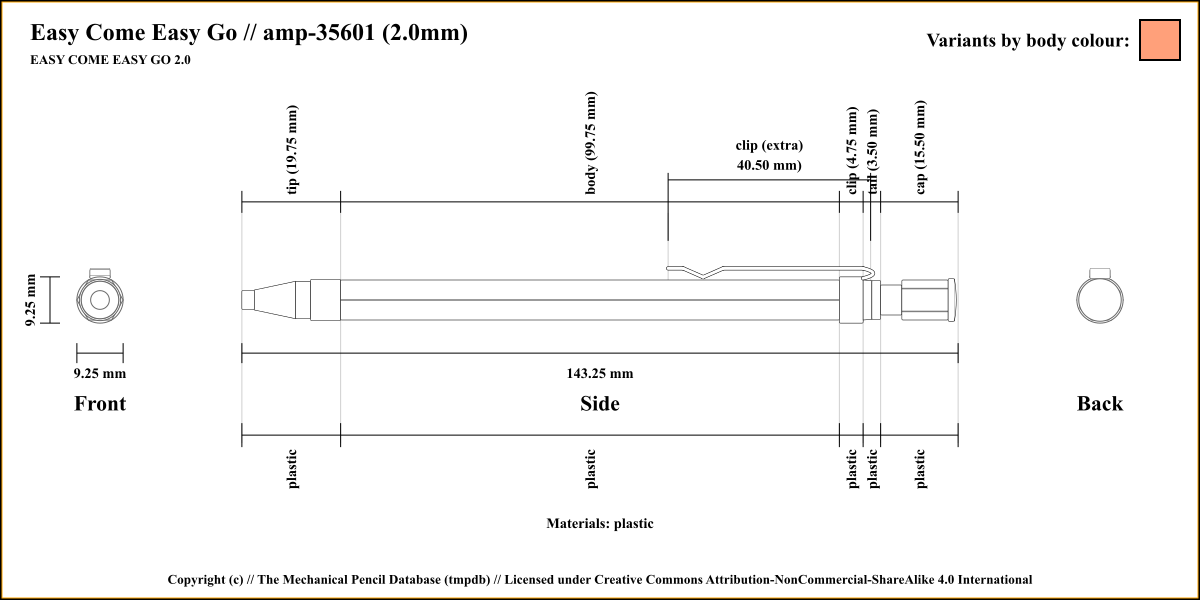 Easy Come Easy Go // amp-35601 (2.0mm)
EASY COME EASY GO 2.0
Variants by body colour:
tip (19.75 mm)
body (99.75 mm)
clip (extra)
40.50 mm)
clip (4.75 mm)
tail (3.50 mm)
cap (15.50 mm)
9.25 mm
9.25 mm
143.25 mm
Front
Side
Back
plastic
plastic
plastic
plastic
plastic
Materials: plastic
Copyright (c) // The Mechanical Pencil Database (tmpdb) // Licensed under Creative Commons Attribution-NonCommercial-ShareAlike 4.0 International